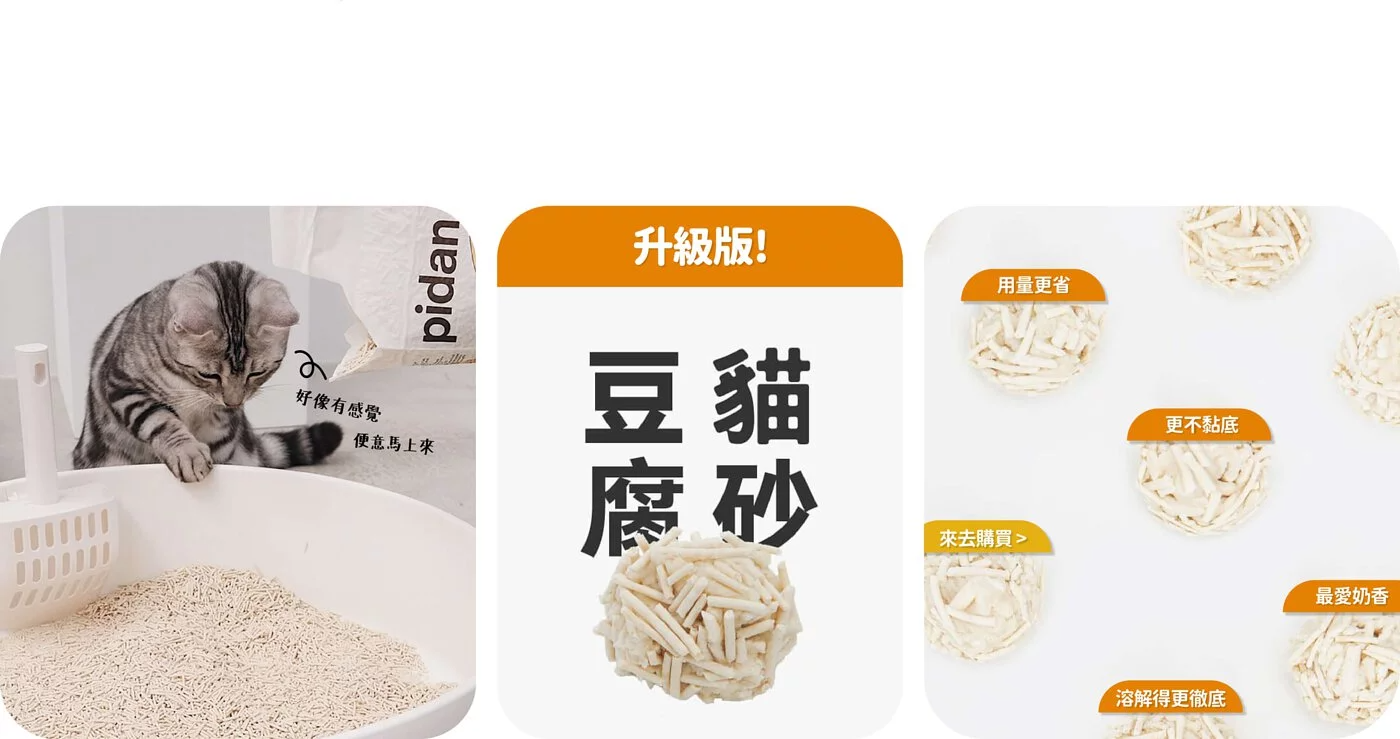 pidan
好像有感覺
便意馬上來
升級版!
豆腐
貓砂
用量更省
更不黏底
來去購買 >
最愛奶香
溶解得更徹底